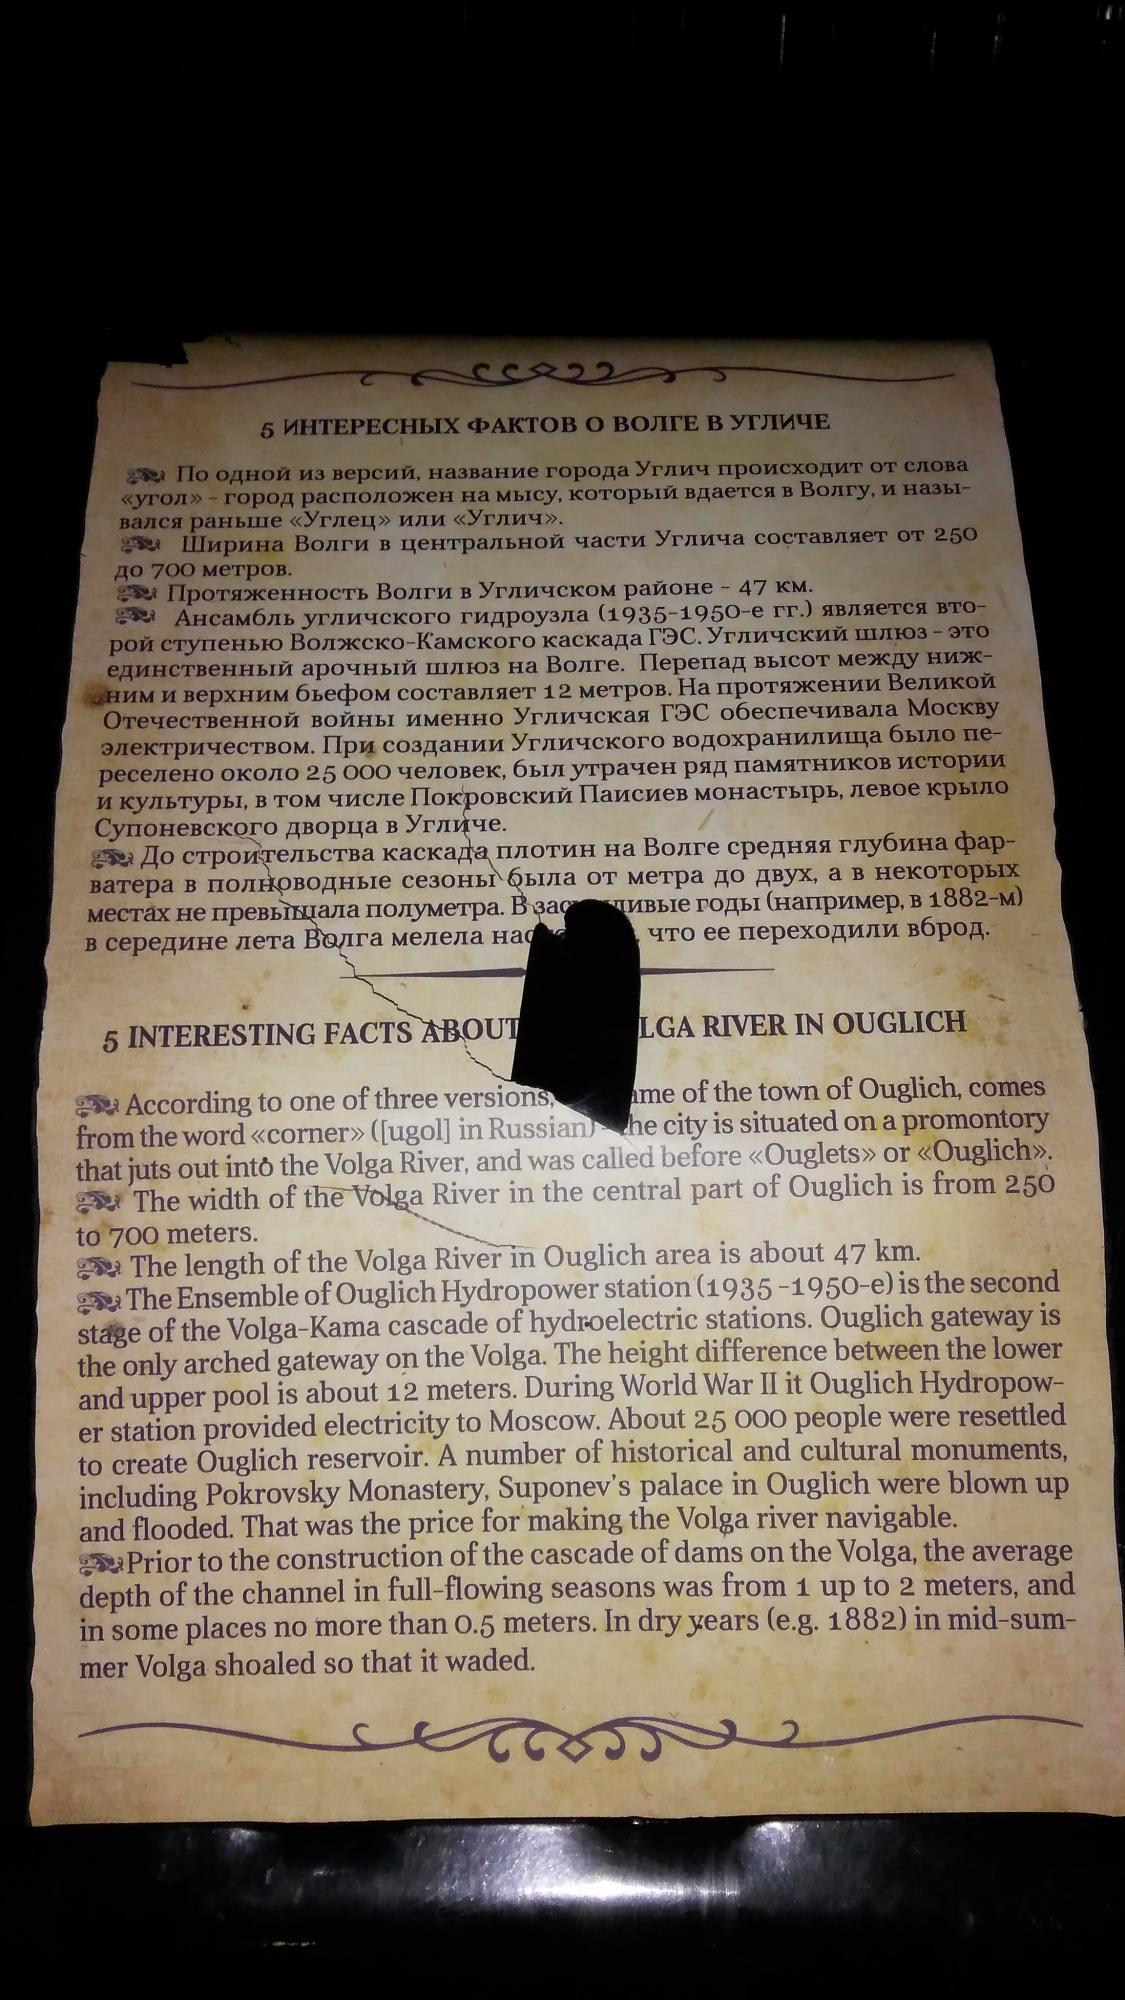 5 ИНТЕРЕСНЫХ ФАКТОВ О ВОЛГЕ В УГЛИЧЕ
По одной из версий, название города Углич происходит от слова
«угол» - город расположен на мысу, который вдается в Волгу, и назы-
вался раньше «Углец» или «Углич».
Ширина Волги в центральной части Углича составляет от 250
до 700 метров.
Протяженность Волги в Угличском районе - 47 км.
Ансамбль угличского гидроузла (1935-1950-е гг.) является вто-
рой ступенью Волжско-Камского каскада ГЭС. Угличский шлюз - это
единственный арочный шлюз на Волге. Перепад высот между ниж-
ним и верхним бьефом составляет 12 метров. На протяжении Великой
Отечественной войны именно Угличская ГЭС обеспечивала Москву
электричеством. При создании Угличского водохранилища было пе-
реселено около 25 000 человек, был утрачен ряд памятников истории
и культуры, в том числе Покровский Паисиев монастырь, левое крыло
Супоневского дворца в Угличе.
До строительства каскада плотин на Волге средняя глубина фар-
ватера в полноводные сезоны была от метра до двух, а в некоторых
местах не превышала полуметра. В годы (например, в 1882-м)
в середине лета Волга мелела что ее переходили вброд.
5 INTERESTING FACTS ABOUT RIVER IN OUGLICH
According to one of three versions, of the town of Ouglich, comes
from the word «corner» ([ugol] in Russian) - the city is situated on a promontory
that juts out into the Volga River, and was called before «Ouglets» or «Ouglich».
The width of the Volga River in the central part of Ouglich is from 250
to 700 meters.
The length of the Volga River in Ouglich area is about 47 km.
The Ensemble of Ouglich Hydropower station (1935 -1950-e) is the second
stage of the Volga-Kama cascade of hydroelectric stations. Ouglich gateway is
the only arched gateway on the Volga. The height difference between the lower
and upper pool is about 12 meters. During World War II it Ouglich Hydropow-
er station provided electricity to Moscow. About 25 000 people were resettled
to create Ouglich reservoir. A number of historical and cultural monuments,
including Pokrovsky Monastery, Suponev's palace in Ouglich were blown up
and flooded. That was the price for making the Volga river navigable.
Prior to the construction of the cascade of dams on the Volga, the average
depth of the channel in full-flowing seasons was from 1 up to 2 meters, and
in some places no more than 0.5 meters. In dry years (e.g. 1882) in mid-sum-
mer Volga shoaled so that it waded.